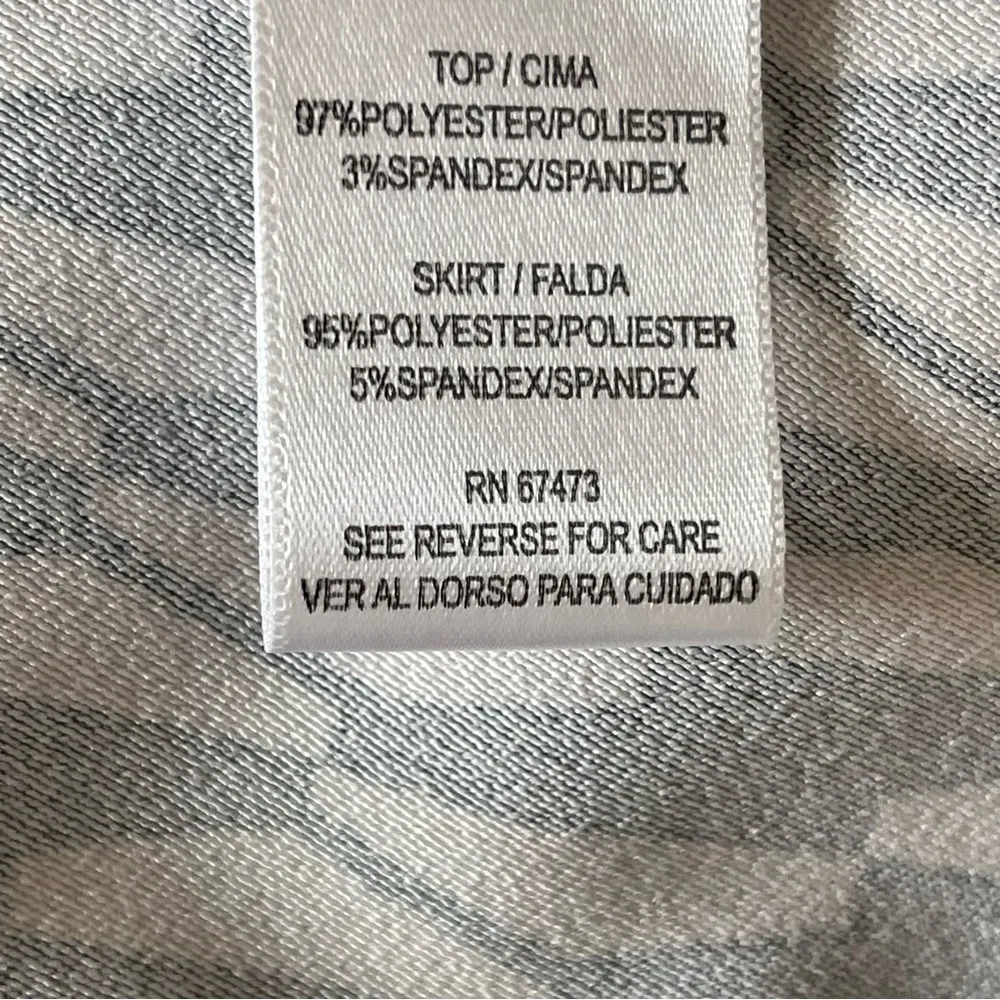 TOP / CIMA
97%POLYESTER/POLIESTER
3%SPANDEX/SPANDEX
SKIRT / FALDA
95%POLYESTER/POLIESTER
5%SPANDEX/SPANDEX
RN 67473
SEE REVERSE FOR CARE
VER AL DORSO PARA CUIDADO